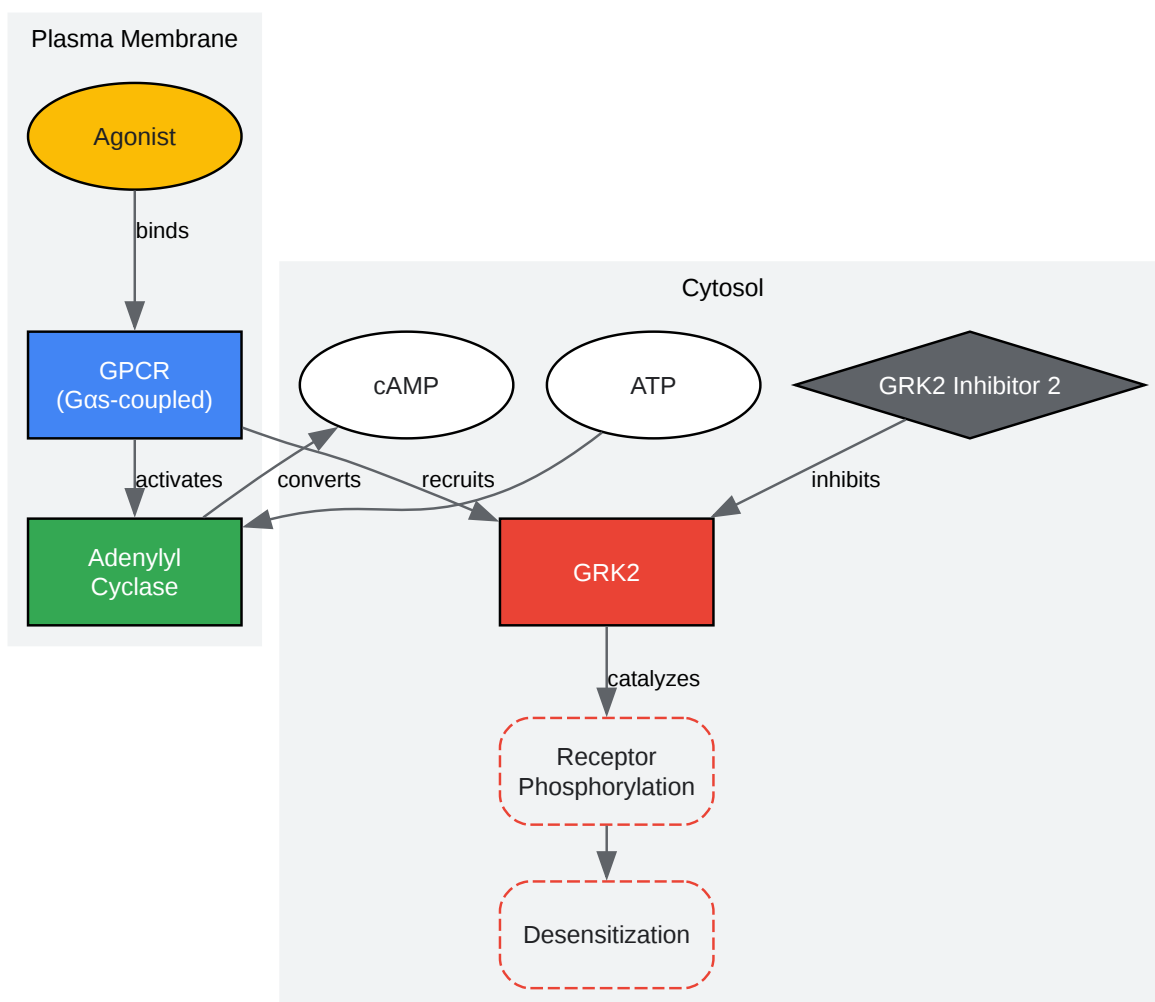 Plasma Membrane
Agonist
binds
Cytosol
GPCR
(Gαs-coupled)
cAMP
ATP
GRK2 Inhibitor 2
activates
converts
recruits
inhibits
Adenylyl
Cyclase
GRK2
catalyzes
Receptor
Phosphorylation
Desensitization